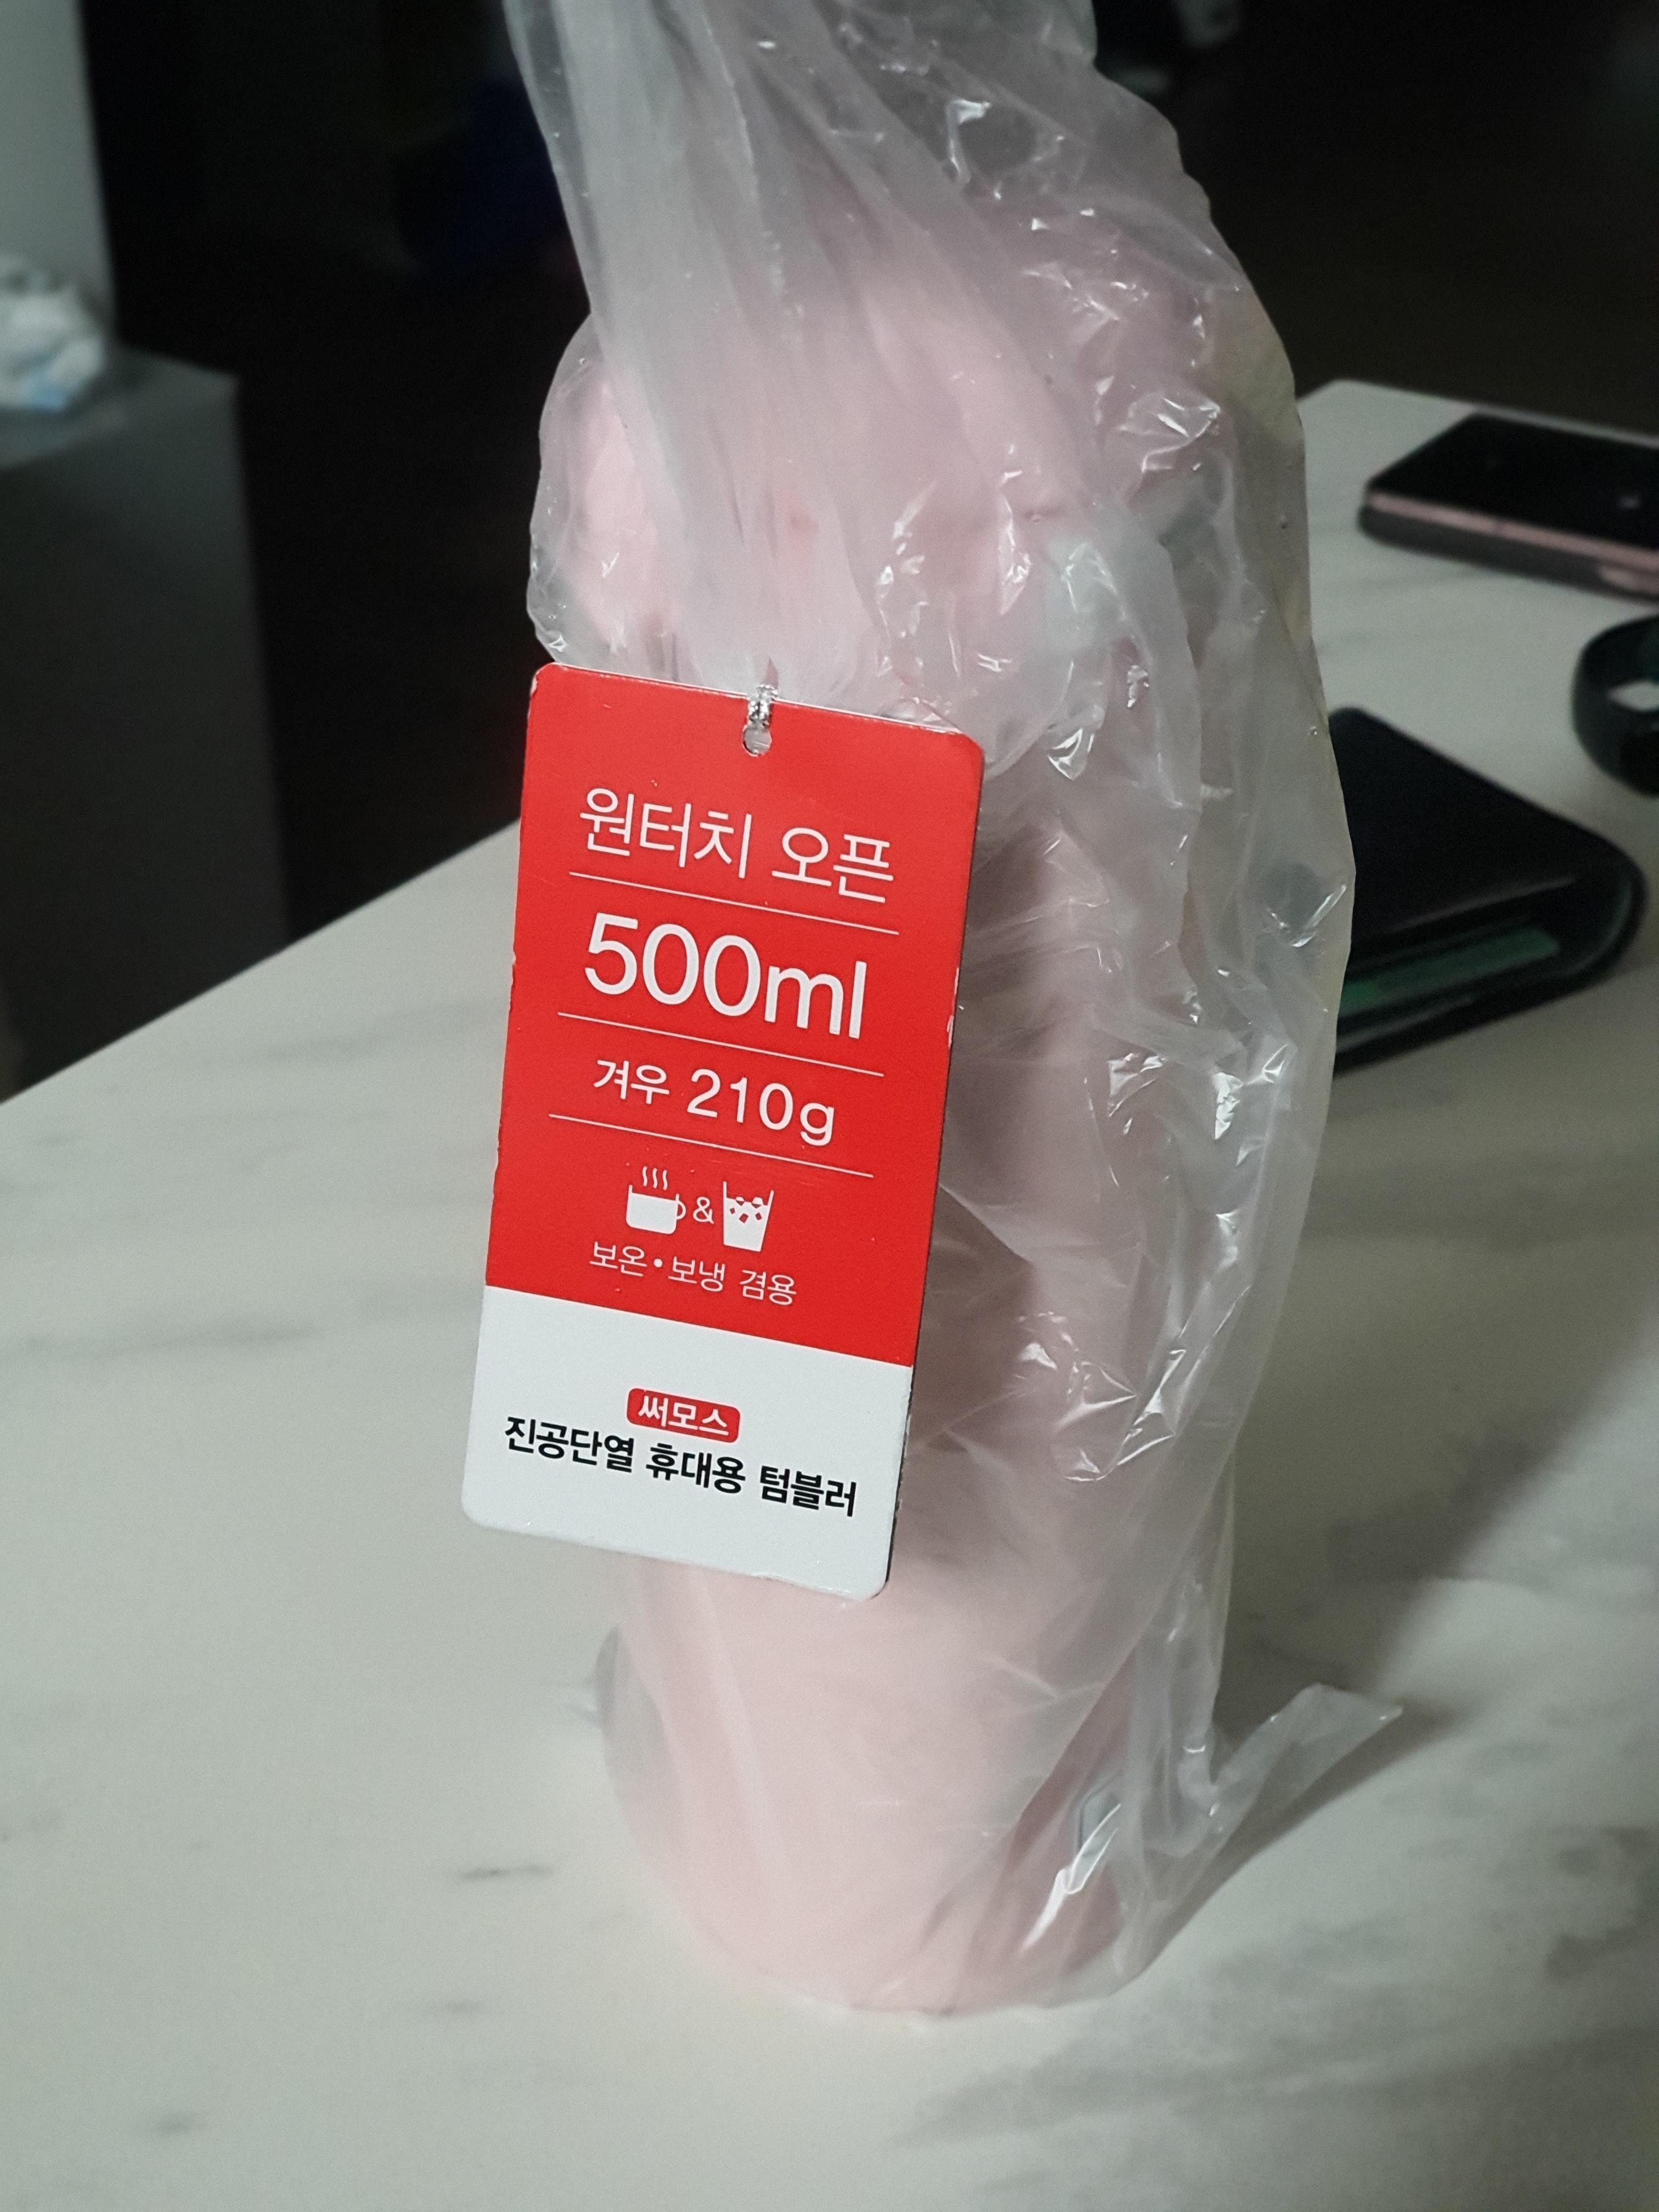 원터치 오픈
500ml
겨우 210g
&
보온•보냉 겸용
써모스
진공단열 휴대용 텀블러